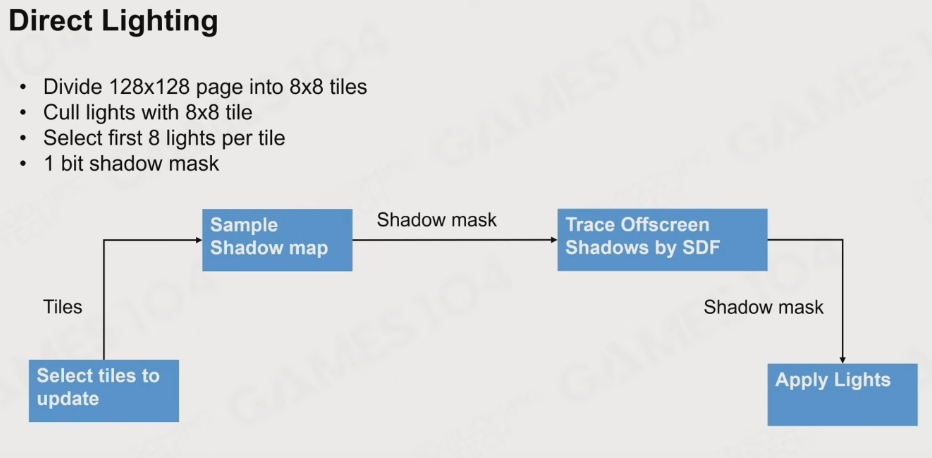 Direct Lighting
• Divide 128x128 page into 8x8 tiles
• Cull lights with 8x8 tile
• Select first 8 lights per tile
• 1 bit shadow mask
Sample
Shadow map
Shadow mask
Trace Offscreen
Shadows by SDF
Tiles
Shadow mask
Select tiles to
update
Apply Lights
GAMES104